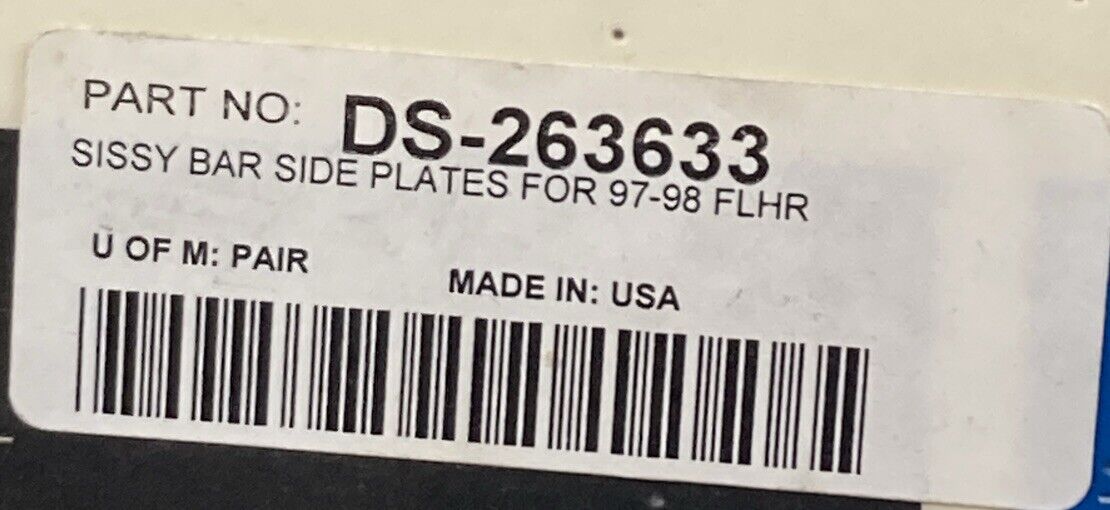 PART NO: DS-263633
SISSY BAR SIDE PLATES FOR 97-98 FLHR
U OF M: PAIR MADE IN: USA